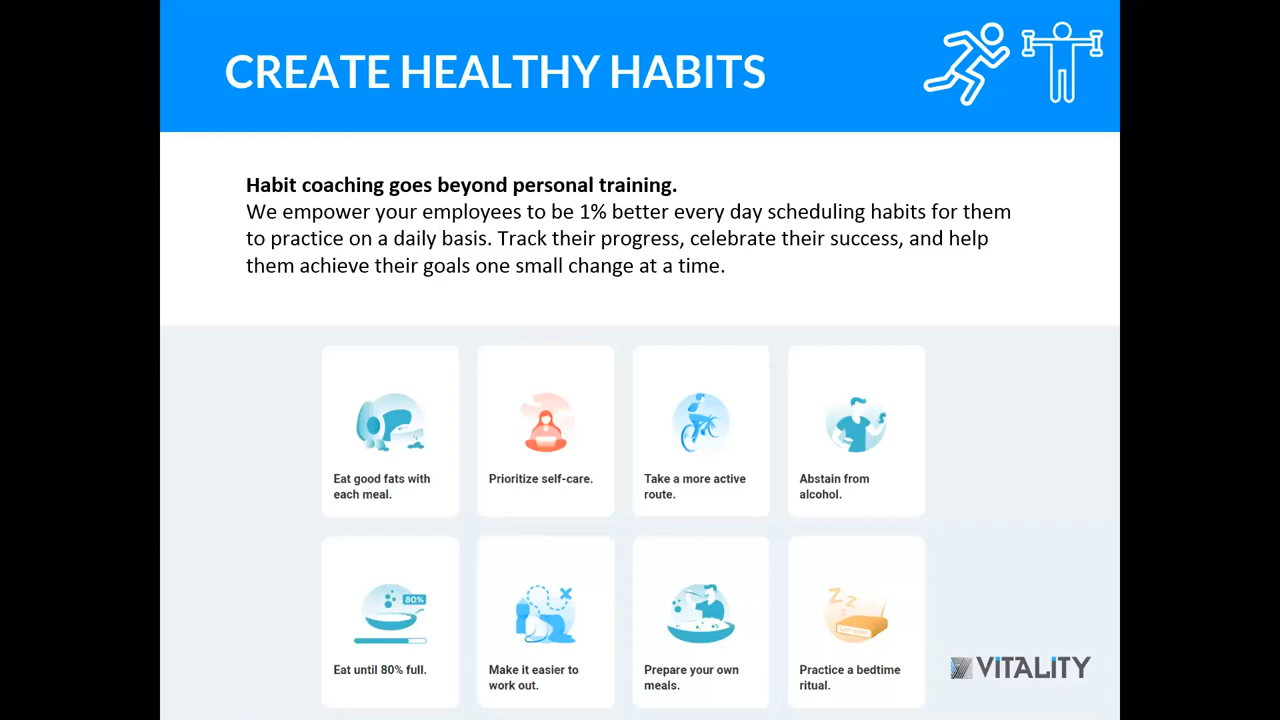 CREATE HEALTHY HABITS
Habit coaching goes beyond personal training.
We empower your employees to be 1% better every day scheduling habits for them
to practice on a daily basis. Track their progress, celebrate their success, and help
them achieve their goals one small change at a time.
Eat good fats with
each meal.
Prioritize self-care.
Take a more active
route.
Abstain from
alcohol.
80%
Eat until 80% full.
Make it easier to
work out.
Prepare your own
meals.
Z Z Z
Practice a bedtime
ritual.
VITALITY